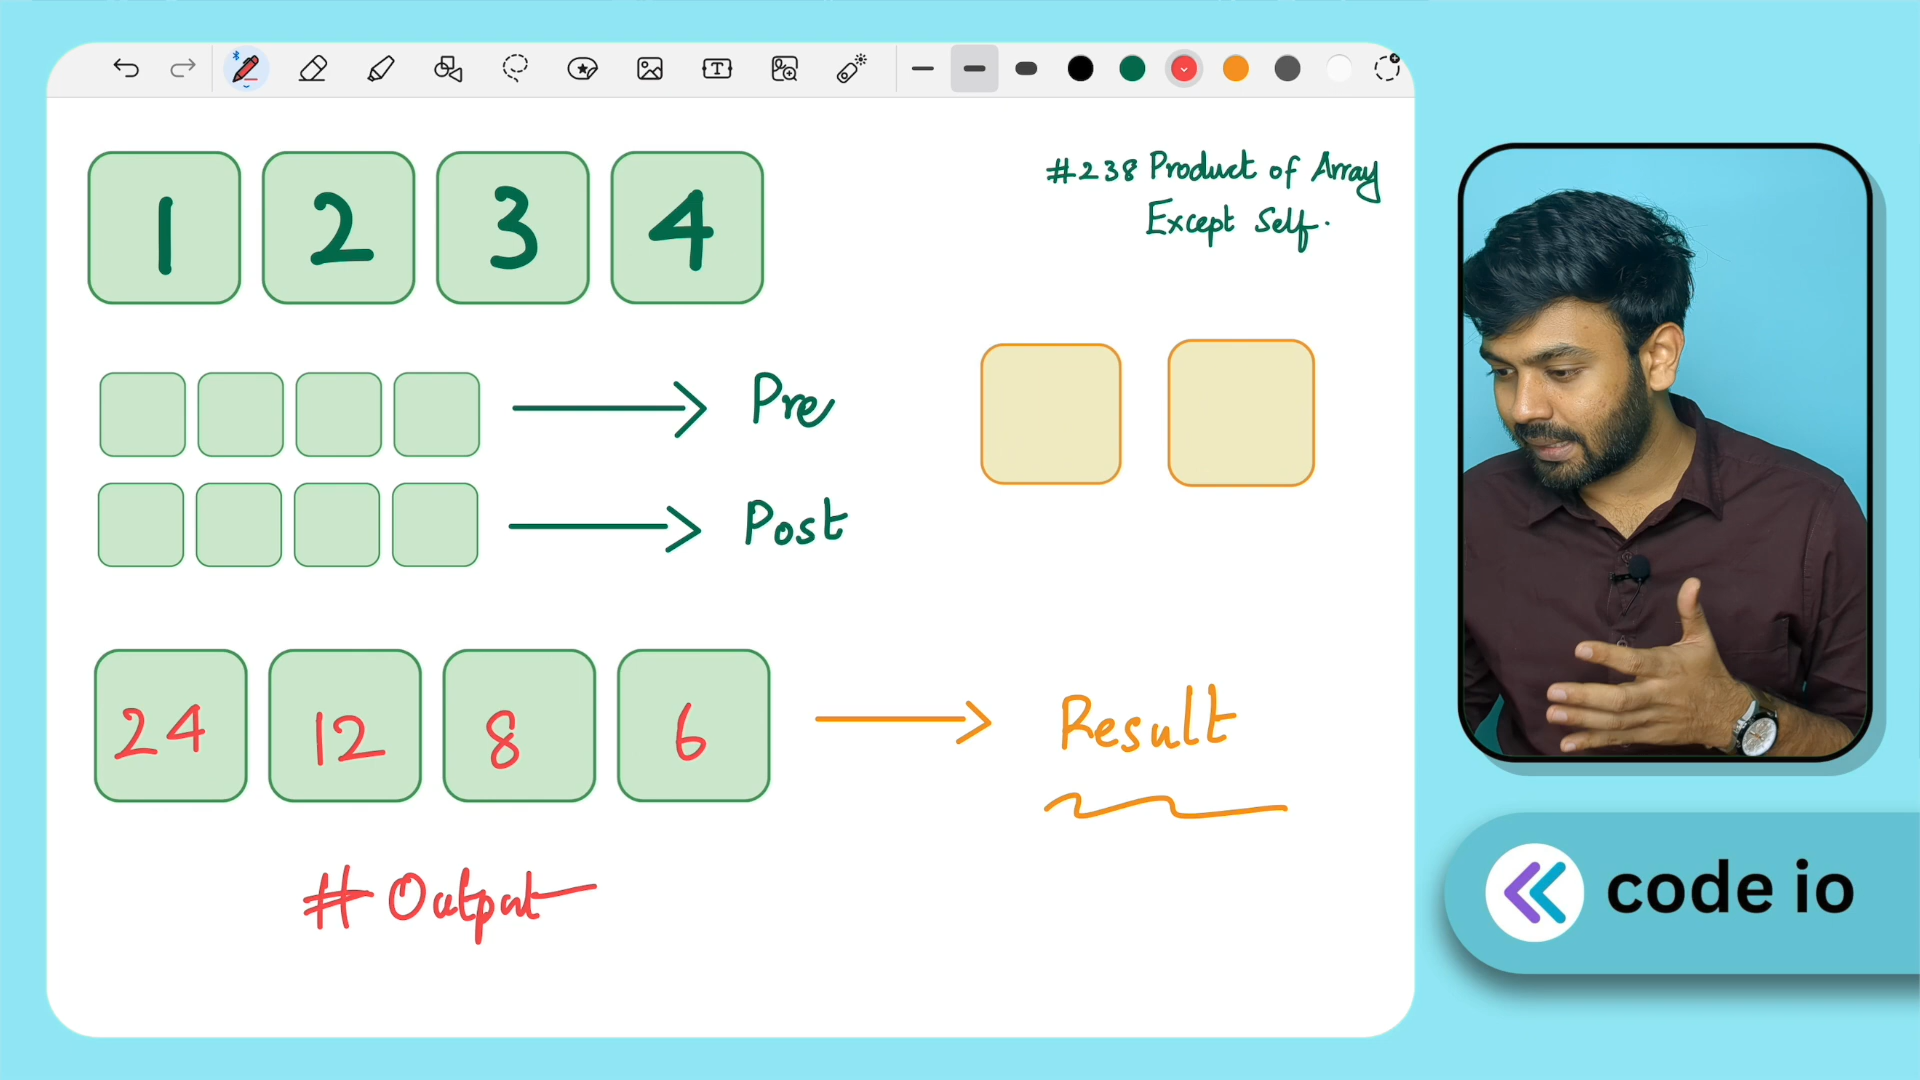 #238 Product of Array
Except Self.
1 2 3 4
Pre
Post
24 12 8 6
Result
# Output
code io